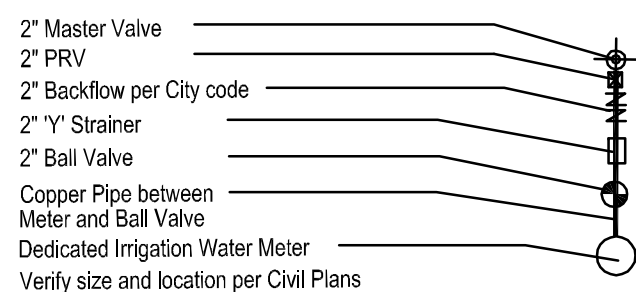 2" Master Valve
2" PRV
2" Backflow per City code
2" 'Y' Strainer
2" Ball Valve
Copper Pipe between
Meter and Ball Valve
Dedicated Irrigation Water Meter
Verify size and location per Civil Plans